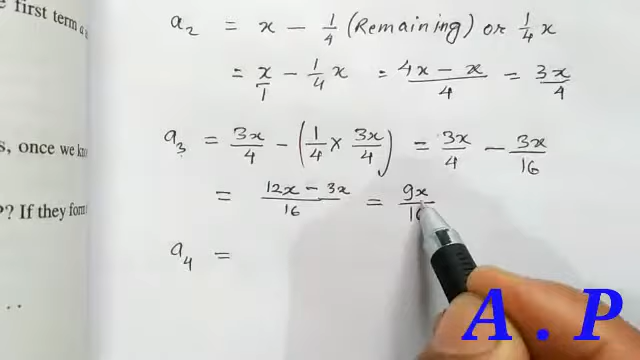 e first term a
a₂ = x − 1/4 (Remaining) or 1/4 x
= x/1 − 1/4 x = 4x − x/4 = 3x/4
s, once we kno
a₃ = 3x/4 − (1/4 × 3x/4) = 3x/4 − 3x/16
P? If they form
= 12x − 3x/16 = 9x/16
a₄ =
A . P